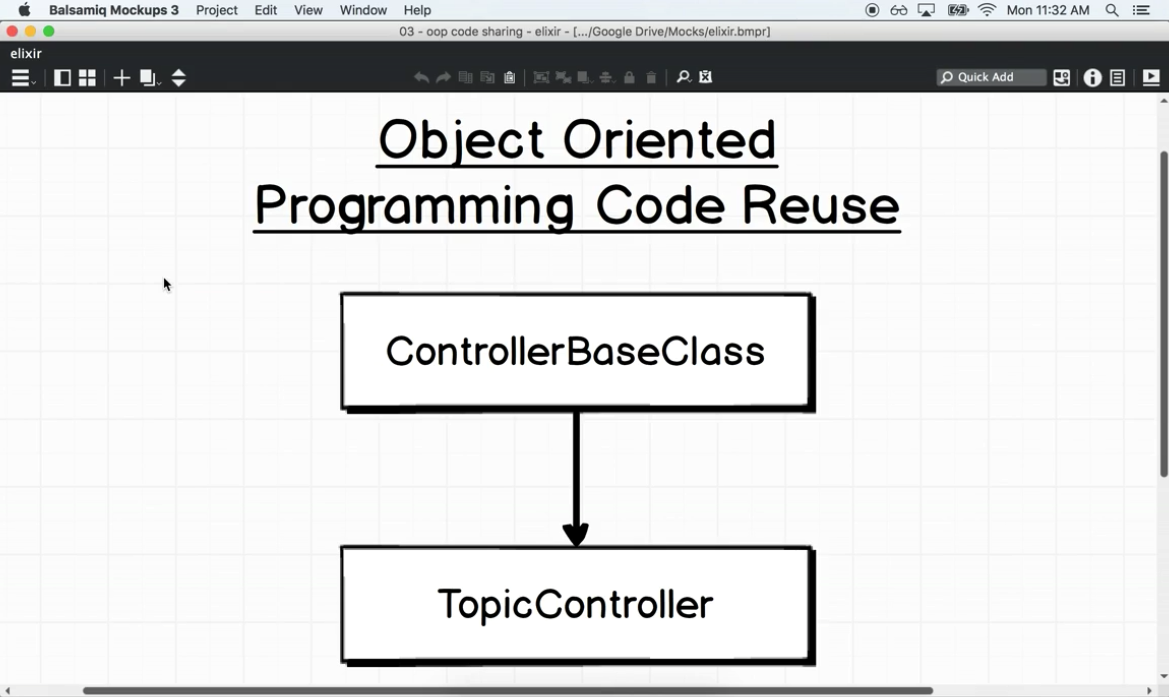 Balsamiq Mockups 3 Project Edit View Window Help Mon 11:32 AM
03 - oop code sharing - elixir - [.../Google Drive/Mocks/elixir.bmpr]
elixir
Quick Add
Object Oriented
Programming Code Reuse
ControllerBaseClass
TopicController